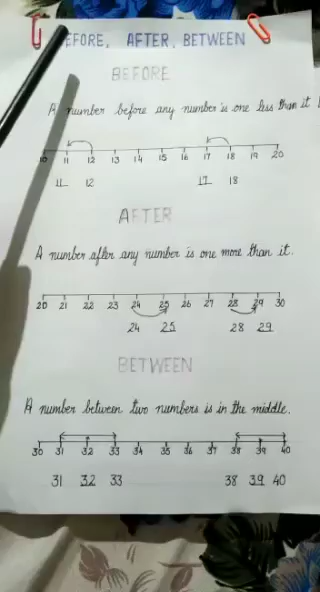 EFORE, AFTER, BETWEEN
BEFORE
A number before any number is one less than it
10 11 12 13 14 15 16 17 18 19 20
11 12 17 18
AFTER
A number after any number is one more than it.
20 21 22 23 24 25 26 27 28 29 30
24 25 28 29
BETWEEN
A number between two numbers is in the middle.
30 31 32 33 34 35 36 37 38 39 40
31 32 33 38 39 40